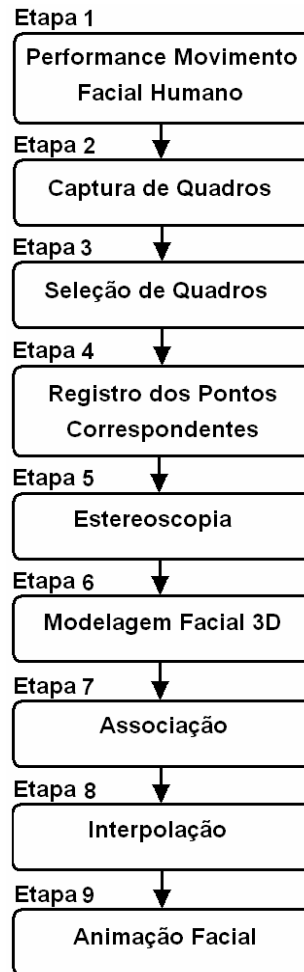 Etapa 1
Performance Movimento
Facial Humano
Etapa 2
Captura de Quadros
Etapa 3
Seleção de Quadros
Etapa 4
Registro dos Pontos
Correspondentes
Etapa 5
Estereoscopia
Etapa 6
Modelagem Facial 3D
Etapa 7
Associação
Etapa 8
Interpolação
Etapa 9
Animação Facial